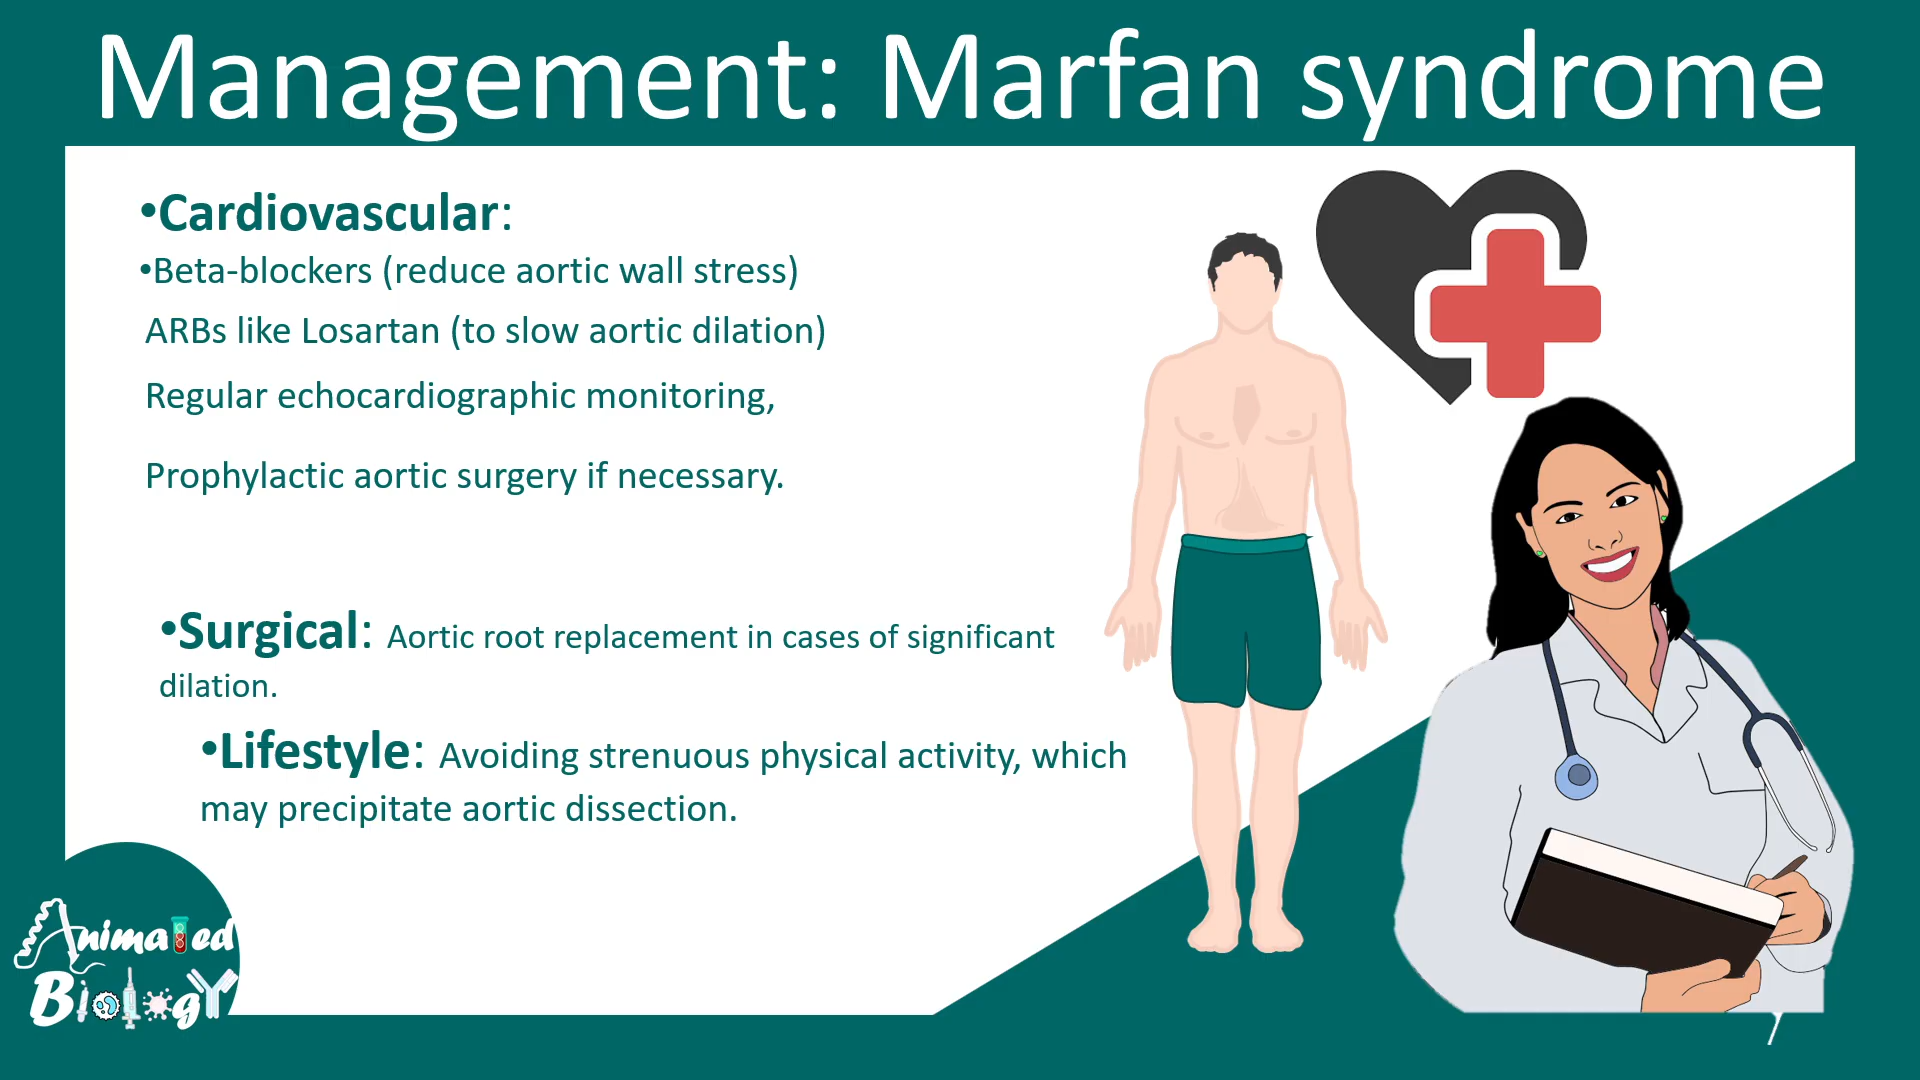 Management: Marfan syndrome
•Cardiovascular:
•Beta-blockers (reduce aortic wall stress)
ARBs like Losartan (to slow aortic dilation)
Regular echocardiographic monitoring,
Prophylactic aortic surgery if necessary.
•Surgical: Aortic root replacement in cases of significant
dilation.
•Lifestyle: Avoiding strenuous physical activity, which
may precipitate aortic dissection.
Animated
Biology